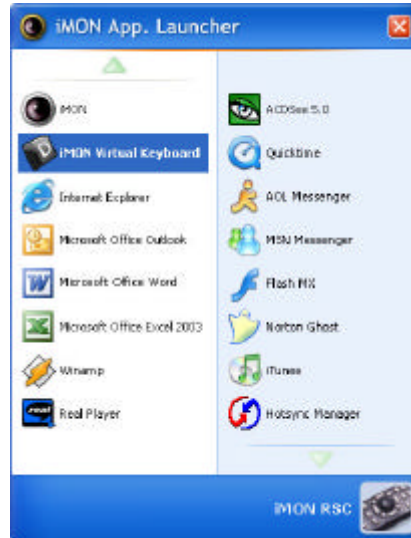 iMON App. Launcher
iMON
iMON Virtual Keyboard
Internet Explorer
Microsoft Office Outlook
Microsoft Office Word
Microsoft Office Excel 2003
Winamp
real
Real Player
ACDSee 5.0
Quicktime
AOL Messenger
MSN Messenger
Flash MX
Norton Ghost
iTunes
Hotsync Manager
iMON RSC